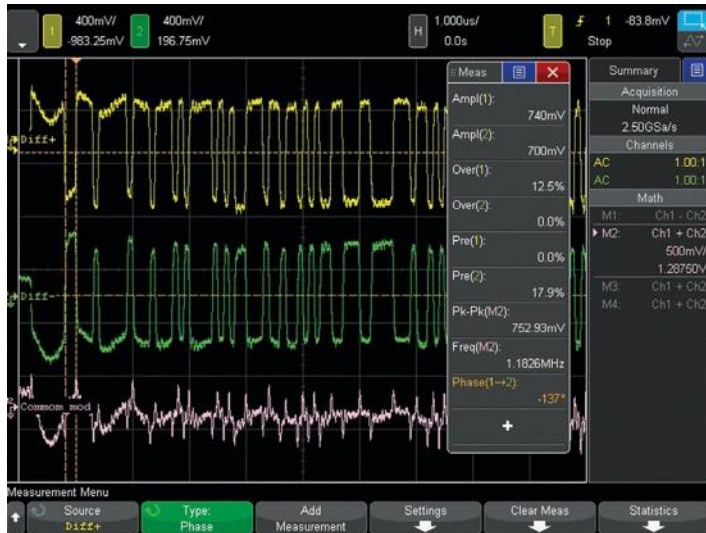 1 400mV/ -983.25mV
2 400mV/ 196.75mV
H 1.000us/ 0.0s
T 1 -83.8mV
Stop
Diff+
Diff-
Commom mod
Meas
Ampl(1):
740mV
Ampl(2):
700mV
Over(1):
12.5%
Over(2):
0.0%
Pre(1):
0.0%
Pre(2):
17.9%
Pk-Pk(M2):
752.93mV
Freq(M2):
1.1826MHz
Phase(1→2):
-137°
+
Summary
Acquisition
Normal
2.50GSa/s
Channels
AC 1.00:1
AC 1.00:1
Math
M1: Ch1 - Ch2
M2: Ch1 + Ch2
500mV/
1.28750V
M3: Ch1 + Ch2
M4: Ch1 + Ch2
Measurement Menu
Source
Diff+
Type:
Phase
Add
Measurement
Settings
Clear Meas
Statistics